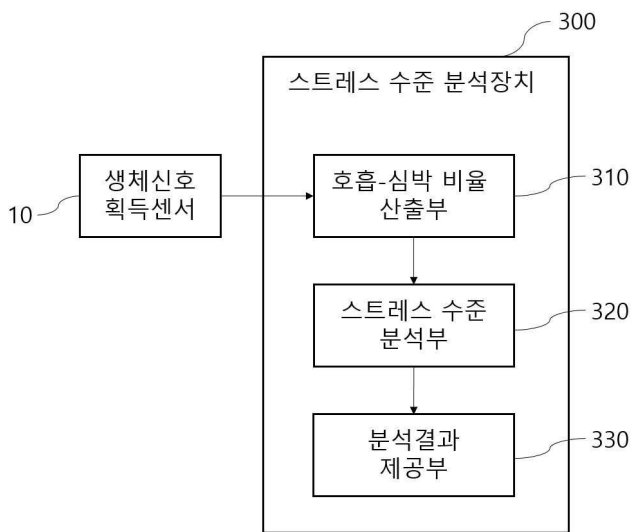 300
스트레스 수준 분석장치
생체신호
획득센서
10
호흡-심박 비율
산출부
310
스트레스 수준
분석부
320
분석결과
제공부
330